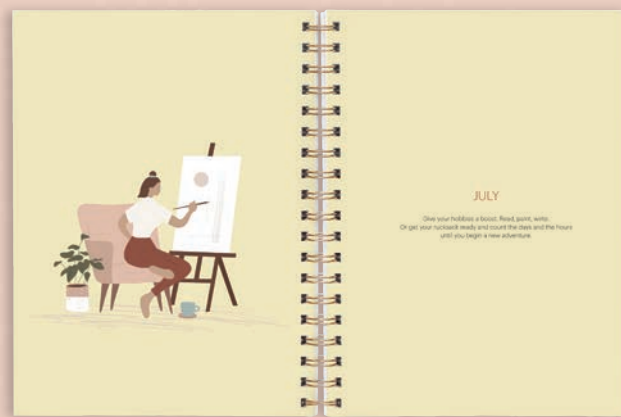 JULY
Give your hobbies a boost. Read, paint, write.
Or get your rucksack ready and count the days and the hours
until you begin a new adventure.